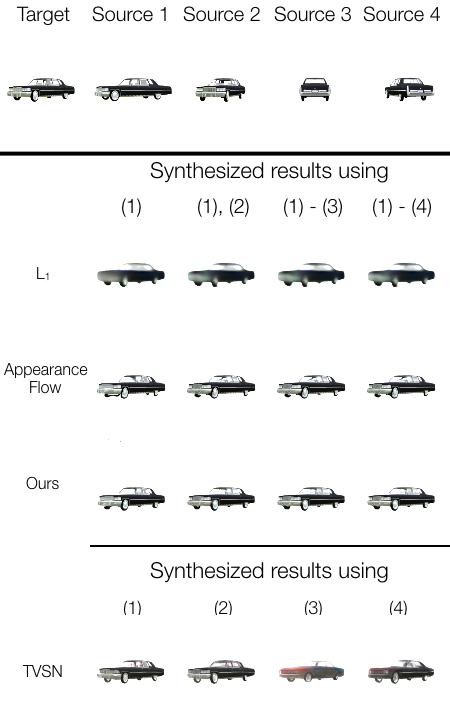 Target Source 1 Source 2 Source 3 Source 4
Synthesized results using
(1) (1), (2) (1) - (3) (1) - (4)
L₁
Appearance
Flow
Ours
Synthesized results using
(1) (2) (3) (4)
TVSN